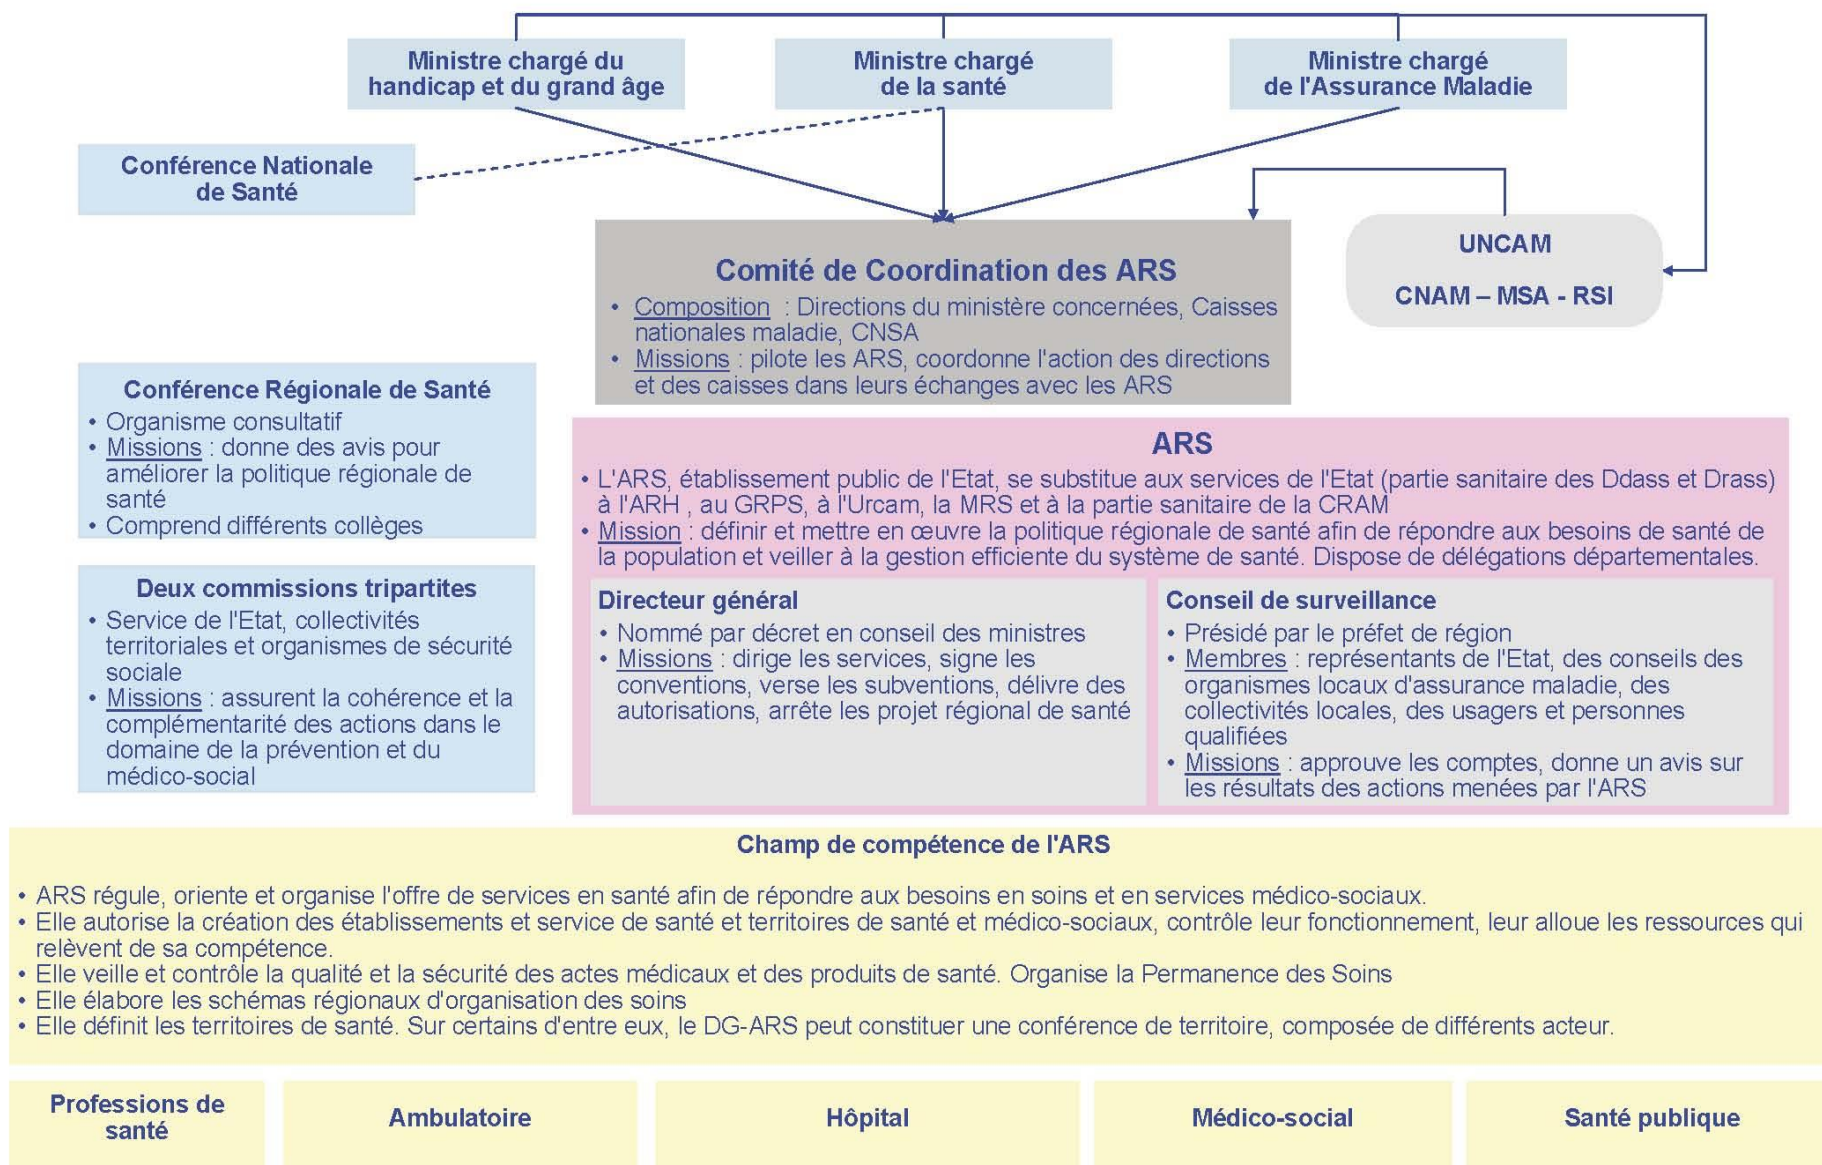 Ministre chargé du
handicap et du grand âge
Ministre chargé
de la santé
Ministre chargé
de l'Assurance Maladie
Conférence Nationale
de Santé
UNCAM
CNAM – MSA - RSI
Comité de Coordination des ARS
• Composition : Directions du ministère concernées, Caisses
nationales maladie, CNSA
• Missions : pilote les ARS, coordonne l'action des directions
et des caisses dans leurs échanges avec les ARS
Conférence Régionale de Santé
• Organisme consultatif
• Missions : donne des avis pour
améliorer la politique régionale de
santé
• Comprend différents collèges
Deux commissions tripartites
• Service de l'Etat, collectivités
territoriales et organismes de sécurité
sociale
• Missions : assurent la cohérence et la
complémentarité des actions dans le
domaine de la prévention et du
médico-social
ARS
• L'ARS, établissement public de l'Etat, se substitue aux services de l'Etat (partie sanitaire des Ddass et Drass)
à l'ARH , au GRPS, à l'Urcam, la MRS et à la partie sanitaire de la CRAM
• Mission : définir et mettre en œuvre la politique régionale de santé afin de répondre aux besoins de santé de
la population et veiller à la gestion efficiente du système de santé. Dispose de délégations départementales.
Directeur général
• Nommé par décret en conseil des ministres
• Missions : dirige les services, signe les
conventions, verse les subventions, délivre des
autorisations, arrête les projet régional de santé
Conseil de surveillance
• Présidé par le préfet de région
• Membres : représentants de l'Etat, des conseils des
organismes locaux d'assurance maladie, des
collectivités locales, des usagers et personnes
qualifiées
• Missions : approuve les comptes, donne un avis sur
les résultats des actions menées par l'ARS
Champ de compétence de l'ARS
• ARS régule, oriente et organise l'offre de services en santé afin de répondre aux besoins en soins et en services médico-sociaux.
• Elle autorise la création des établissements et service de santé et territoires de santé et médico-sociaux, contrôle leur fonctionnement, leur alloue les ressources qui
relèvent de sa compétence.
• Elle veille et contrôle la qualité et la sécurité des actes médicaux et des produits de santé. Organise la Permanence des Soins
• Elle élabore les schémas régionaux d'organisation des soins
• Elle définit les territoires de santé. Sur certains d'entre eux, le DG-ARS peut constituer une conférence de territoire, composée de différents acteur.
Professions de
santé
Ambulatoire
Hôpital
Médico-social
Santé publique